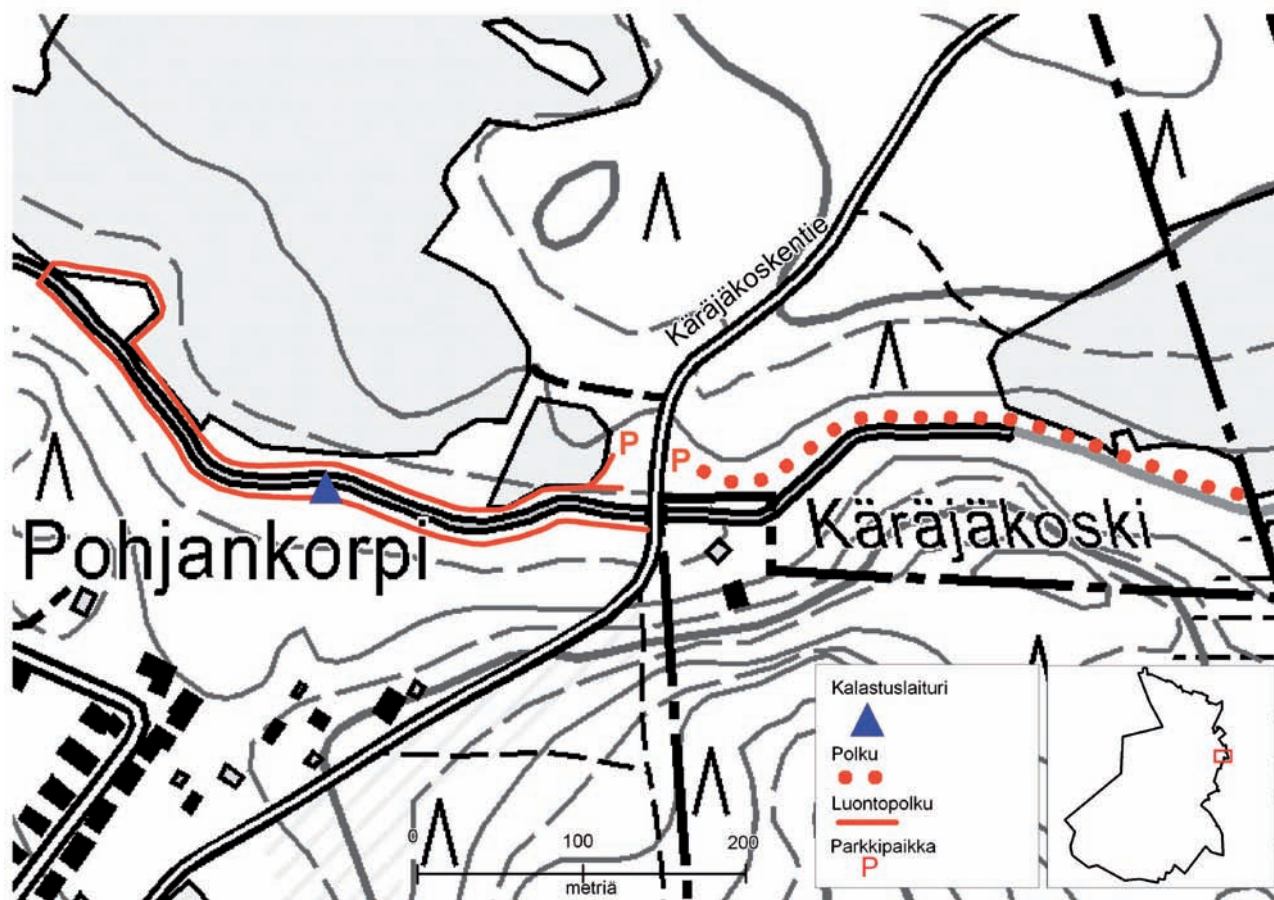 Käräjäkoskentie
P
P
Pohjankorpi
Käräjäkoski
Kalastuslaituri
Polku
Luontopolku
Parkkipaikka
P
0 100 200
metriä